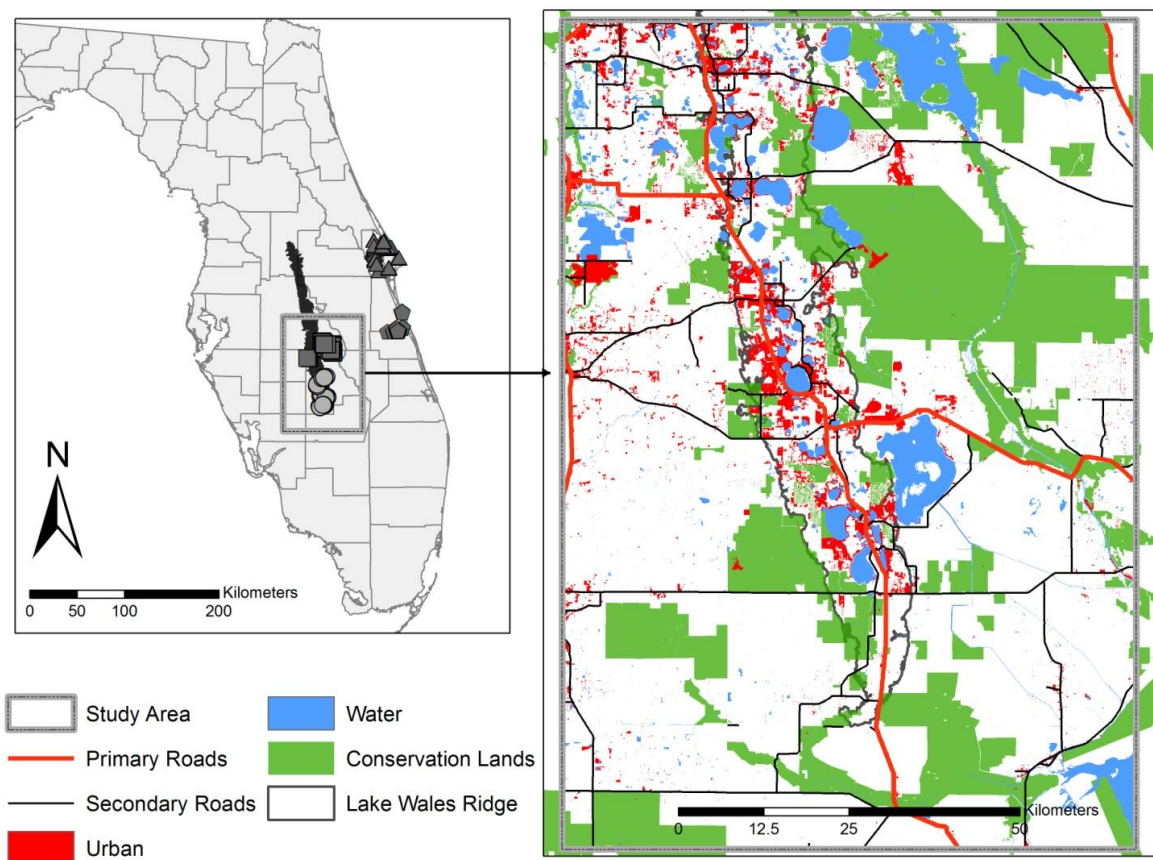 N
Kilometers
0 50 100 200
Study Area
Primary Roads
Secondary Roads
Urban
Water
Conservation Lands
Lake Wales Ridge
Kilometers
0 12.5 25 50